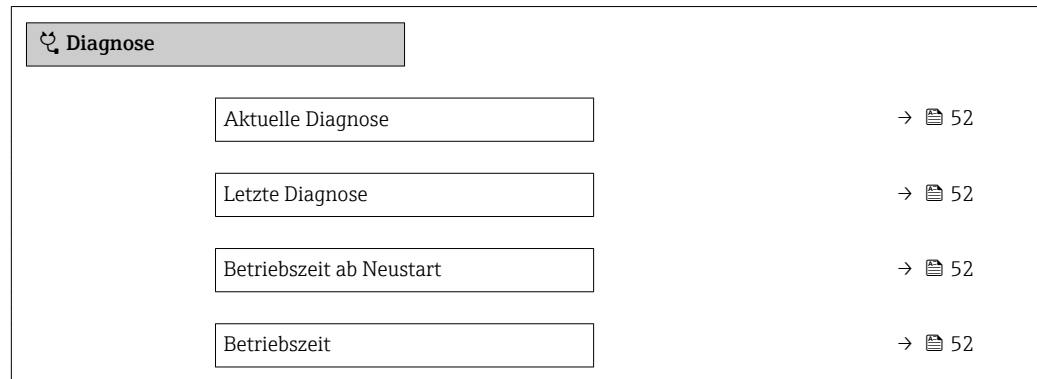 Diagnose
Aktuelle Diagnose → 52
Letzte Diagnose → 52
Betriebszeit ab Neustart → 52
Betriebszeit → 52